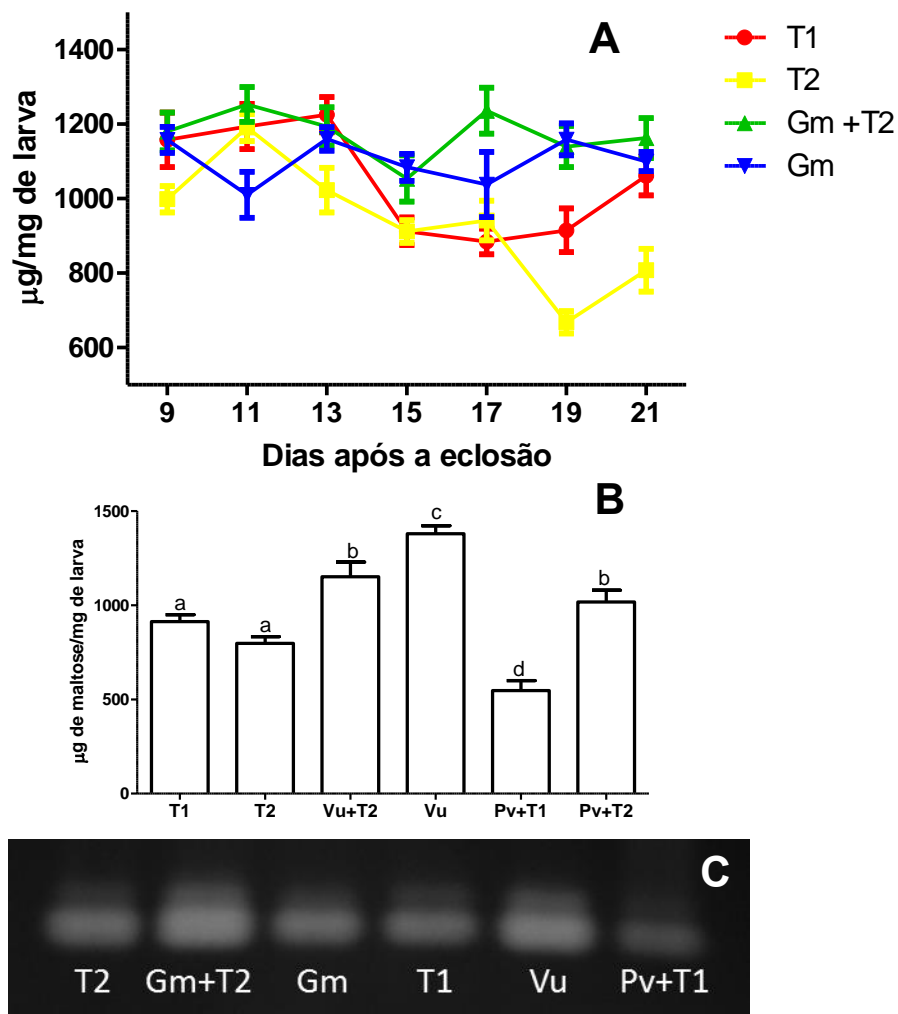 A
1400
1200
1000
800
600
µg/mg de larva
9 11 13 15 17 19 21
Dias após a eclosão
T1
T2
Gm +T2
Gm
B
1500
1000
500
0
µg de maltose/mg de larva
a a b c d b
T1 T2 Vu+T2 Vu Pv+T1 Pv+T2
C
T2 Gm+T2 Gm T1 Vu Pv+T1